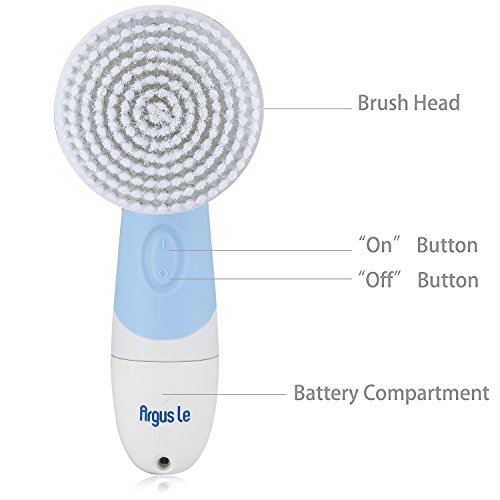 Brush Head
“On” Button
“Off” Button
Battery Compartment
Argus Le